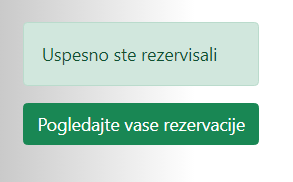 Uspesno ste rezervisali
Pogledajte vase rezervacije